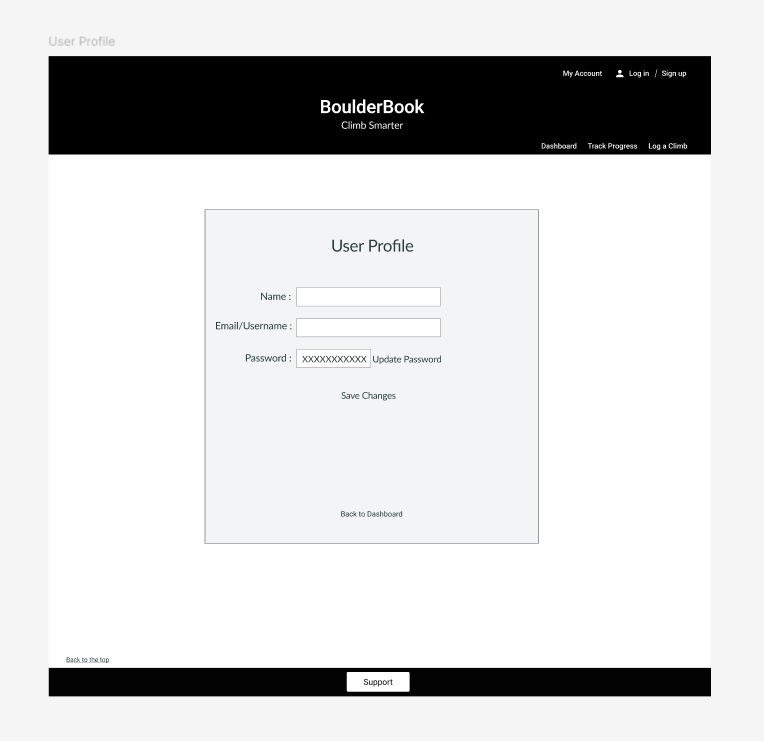 User Profile
My Account Log in / Sign up
BoulderBook
Climb Smarter
Dashboard Track Progress Log a Climb
User Profile
Name :
Email/Username :
Password : XXXXXXXXXXX Update Password
Save Changes
Back to Dashboard
Back to the top
Support